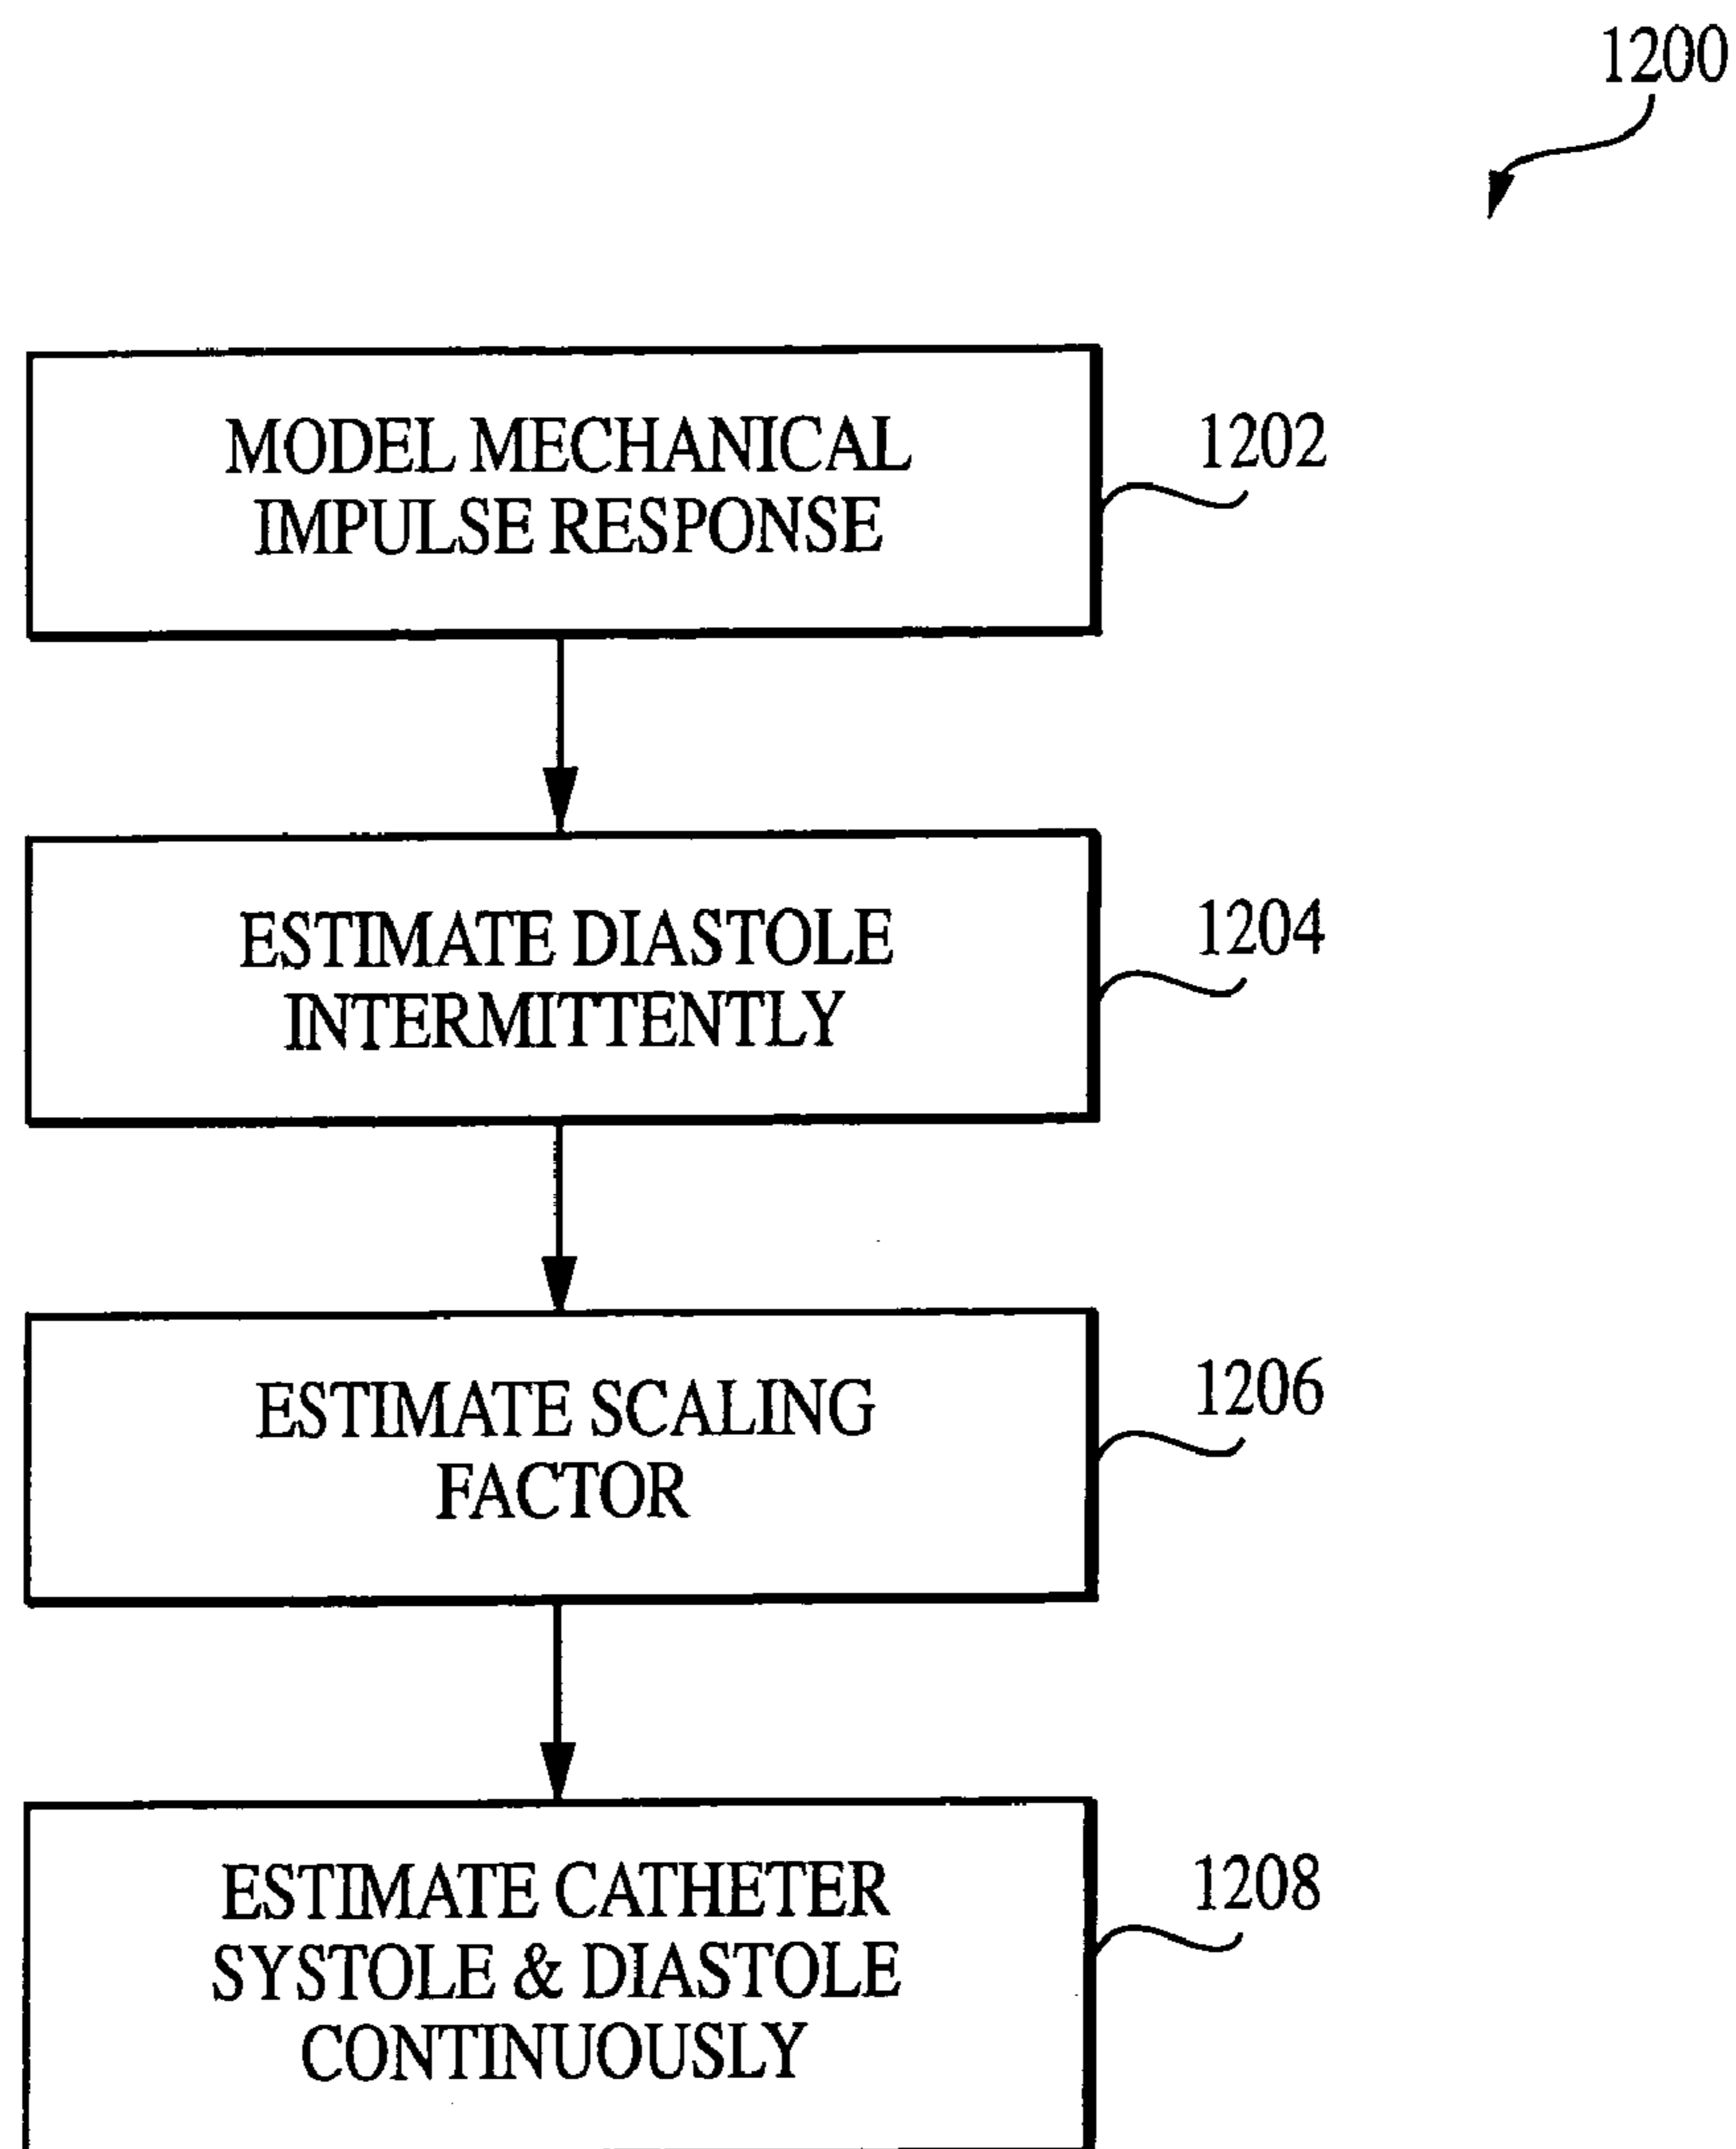 1200
MODEL MECHANICAL
IMPULSE RESPONSE
1202
ESTIMATE DIASTOLE
INTERMITTENTLY
1204
ESTIMATE SCALING
FACTOR
1206
ESTIMATE CATHETER
SYSTOLE & DIASTOLE
CONTINUOUSLY
1208